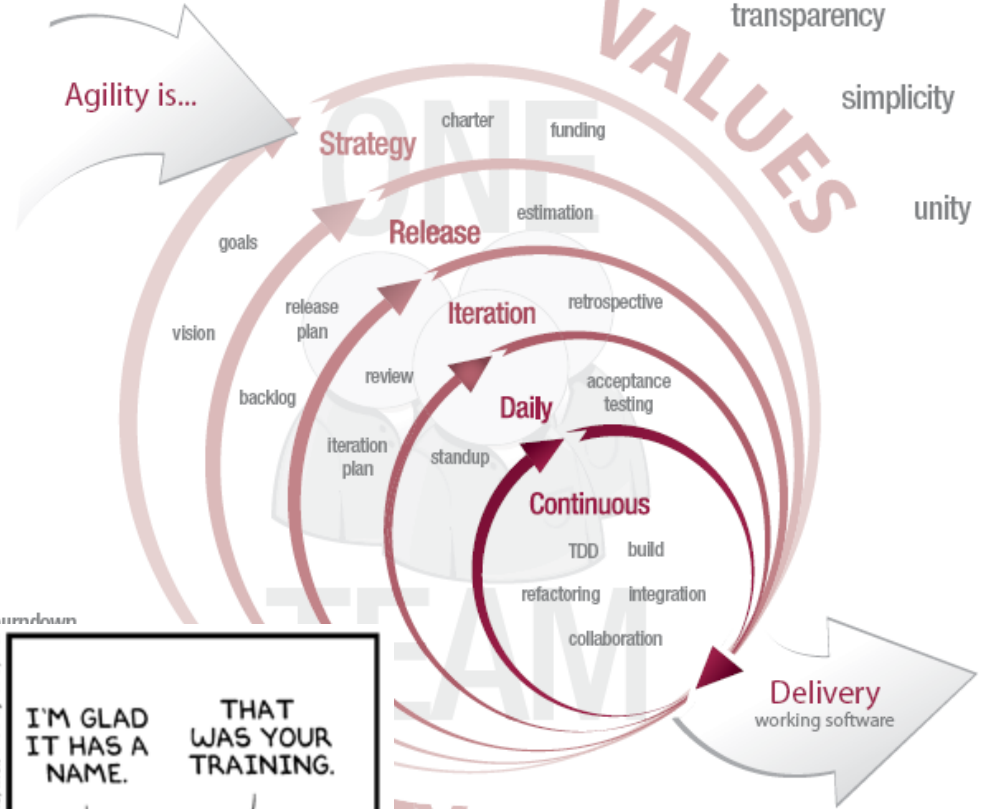 transparency
VALUES
Agility is...
simplicity
ONE
charter
funding
Strategy
unity
estimation
Release
goals
retrospective
release
plan
Iteration
vision
review
acceptance
testing
backlog
Daily
iteration
plan
standup
Continuous
TDD
build
refactoring
integration
TEAM
collaboration
Delivery
working software
I'M GLAD
IT HAS A
NAME.
THAT
WAS YOUR
TRAINING.